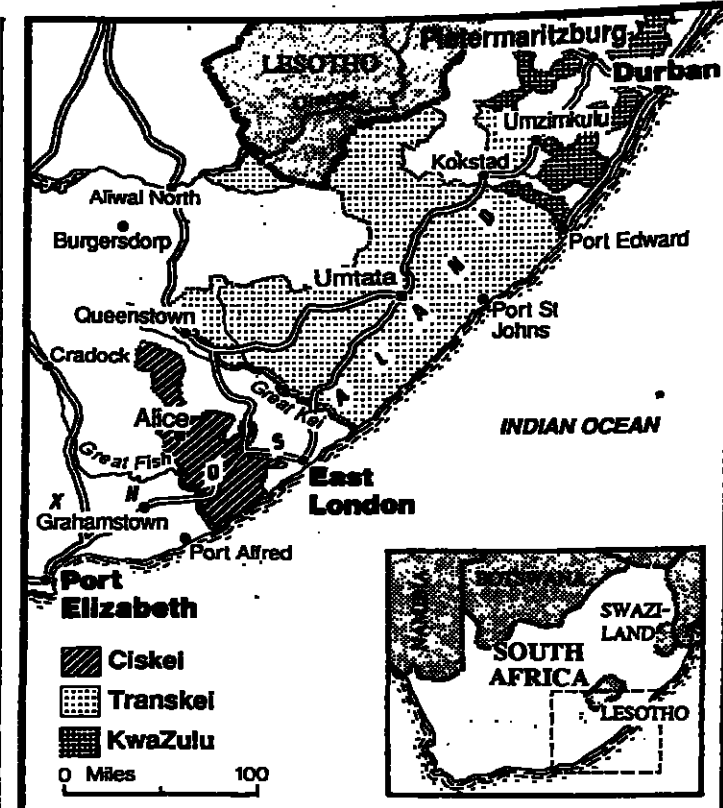 Pietermaritzburg
LESOTHO
Durban
Umzimkulu
Kokstad
Aliwal North
Burgersdorp
Port Edward
Umtata
Port St
Johns
Queenstown
Cradock
Great Kei
Alice
INDIAN OCEAN
Great Fish
X H O S A L A N D
East
London
Grahamstown
Port Alfred
Port
Elizabeth
NAMIBIA
BOTSWANA
SWAZI-
LAND
SOUTH
AFRICA
LESOTHO
Ciskei
Transkei
KwaZulu
0 Miles 100